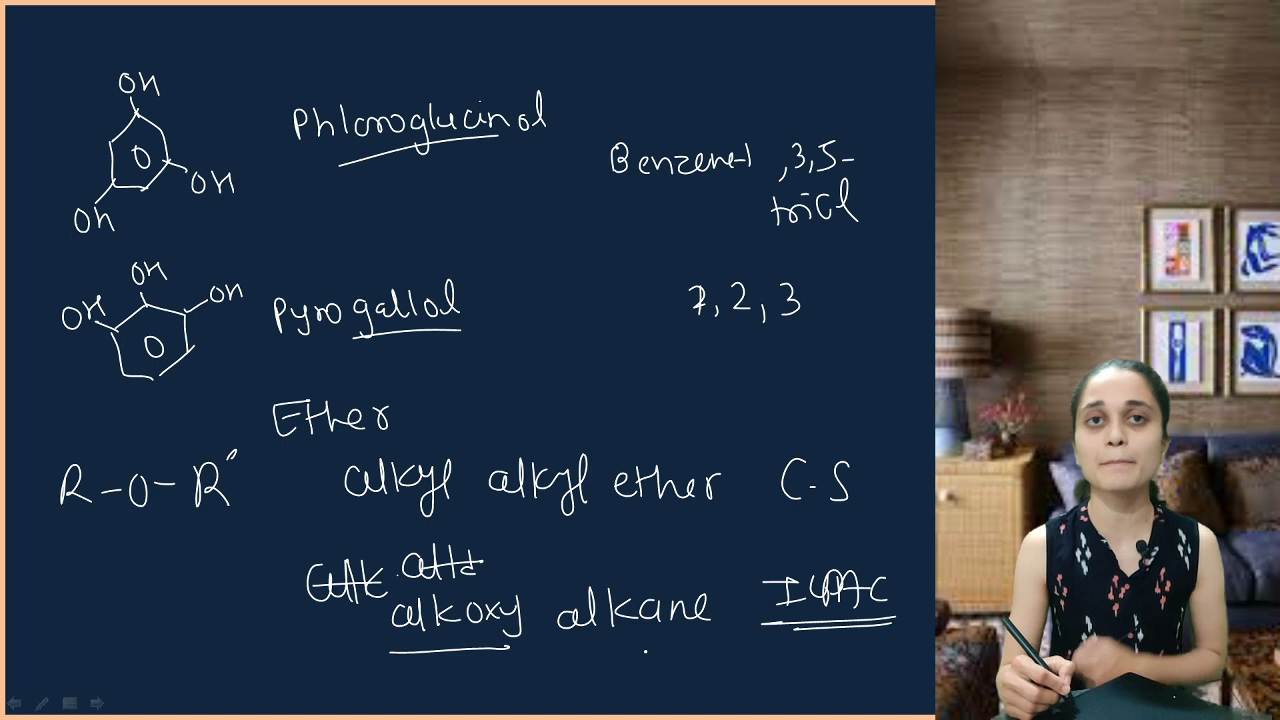 OH
Phloroglucinol
Benzene-1,3,5-
triol
OH
OH
OH
OH
OH
Pyrogallol
1, 2, 3
Ether
R-O-R'
alkyl alkyl ether C.S
alkoxy alkane IUPAC